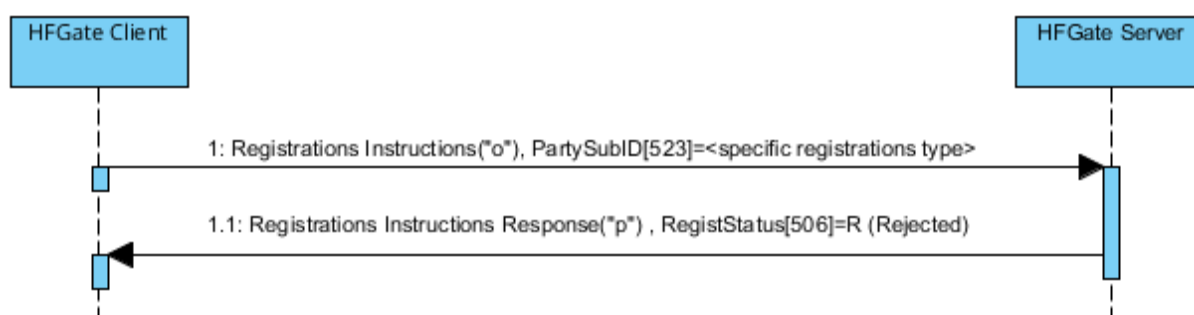 HFGate Client
HFGate Server
1: Registrations Instructions("o"), PartySubID[523]=<specific registrations type>
1.1: Registrations Instructions Response("p") , RegistStatus[506]=R (Rejected)